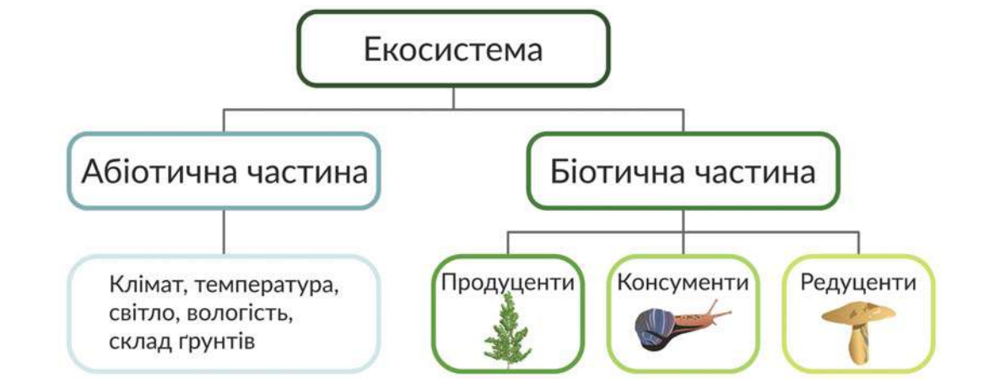 Екосистема
Абіотична частина
Біотична частина
Клімат, температура,
світло, вологість,
склад ґрунтів
Продуценти
Консументи
Редуценти